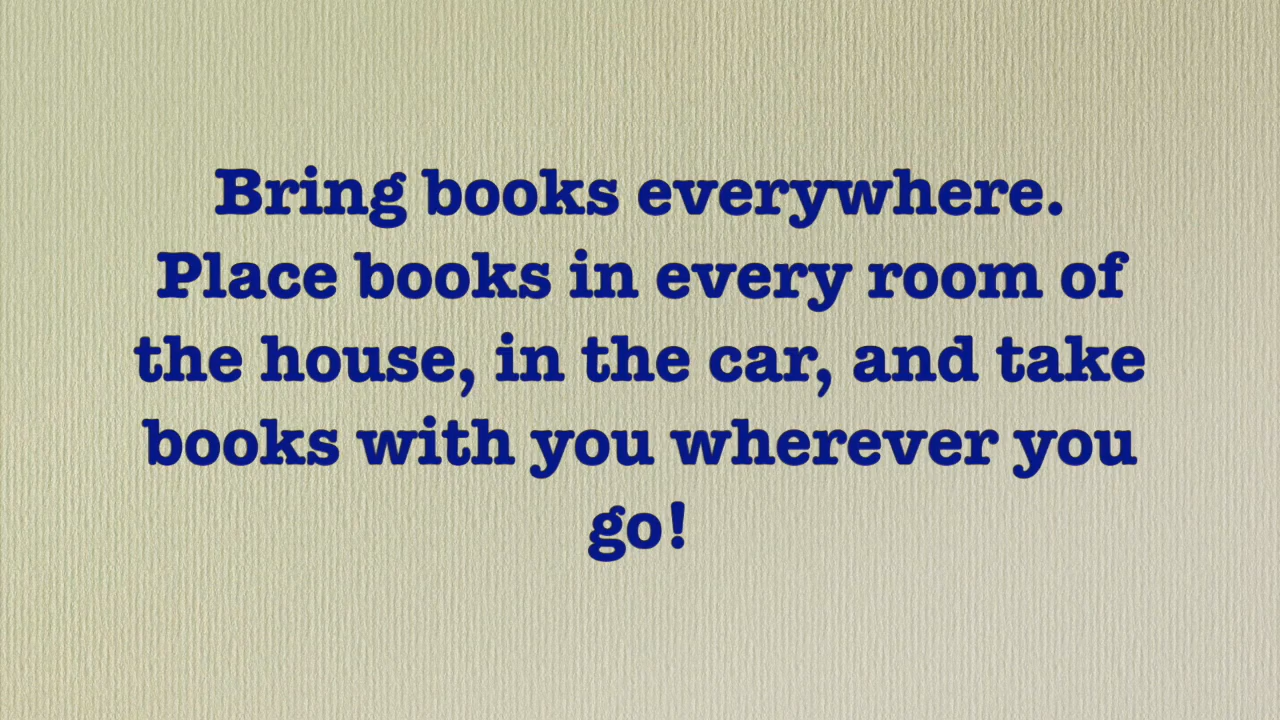 Bring books everywhere.
Place books in every room of
the house, in the car, and take
books with you wherever you
go!